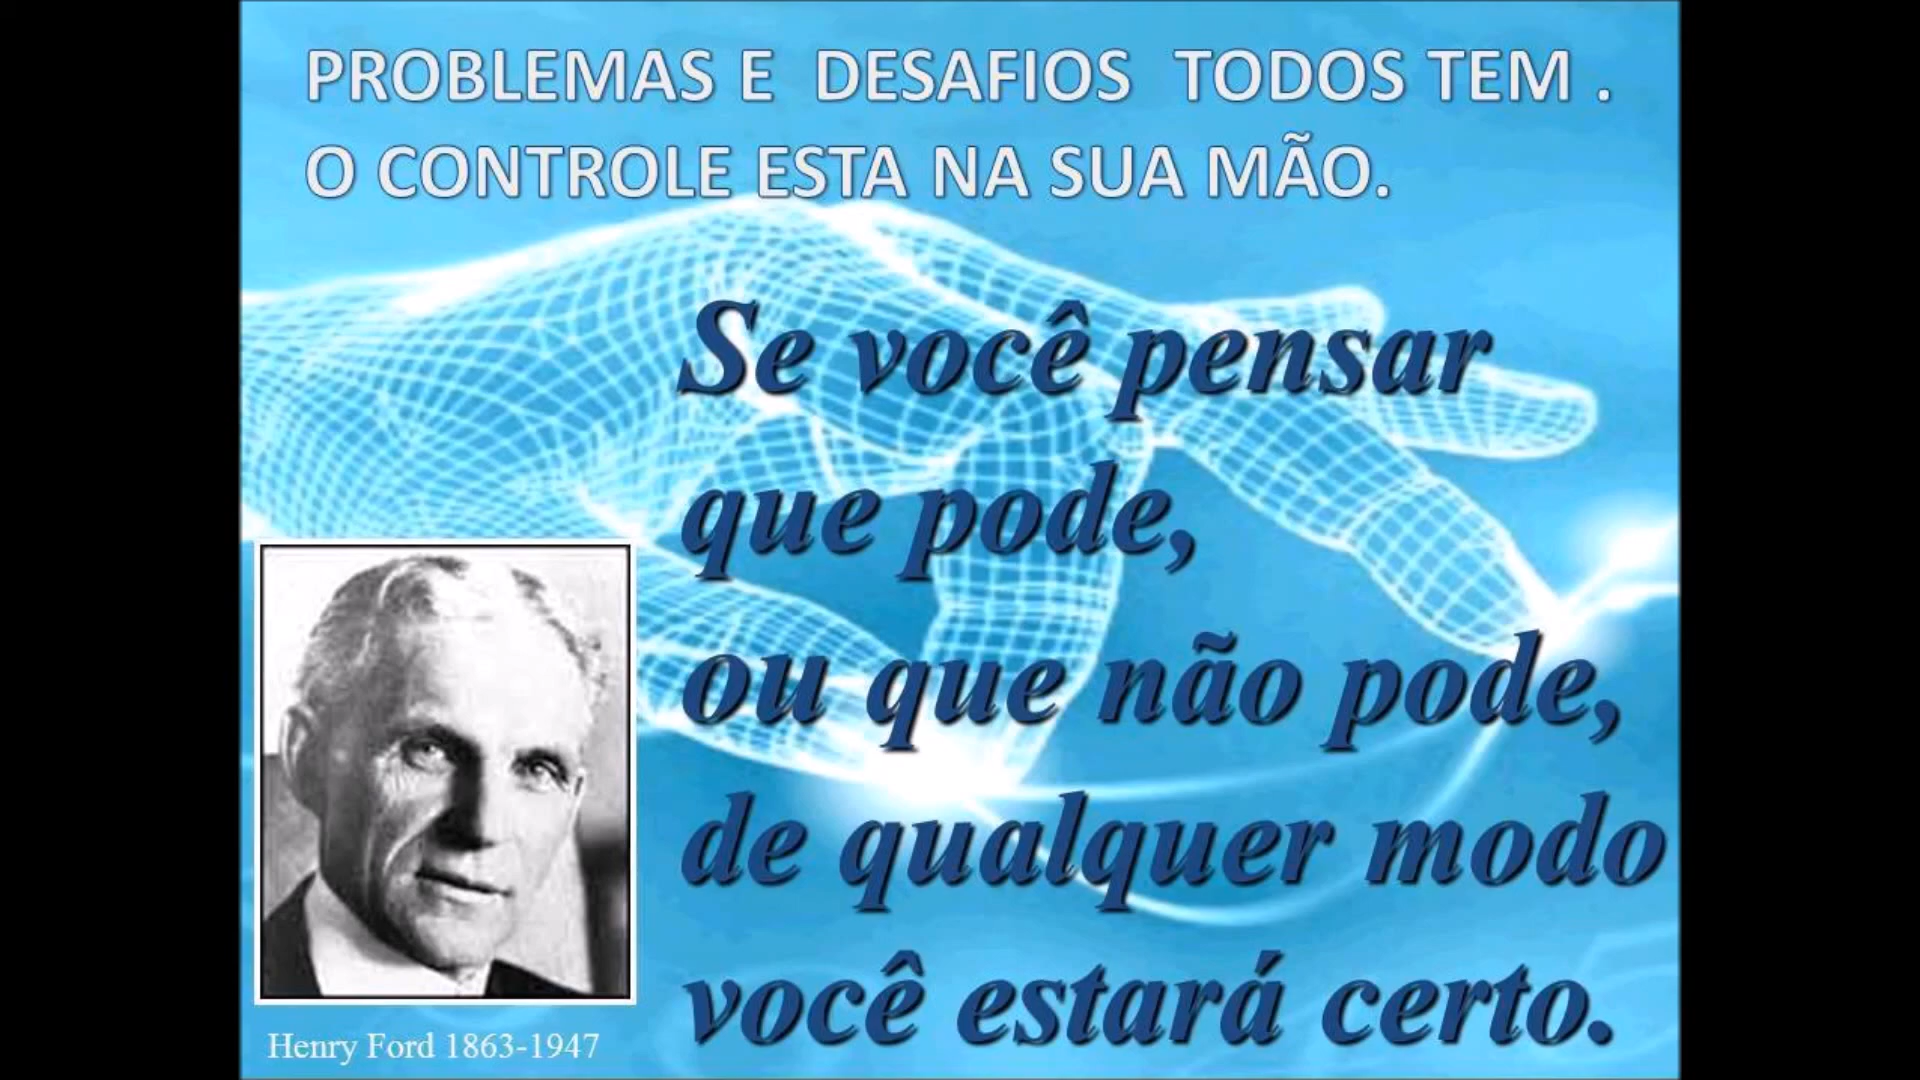 PROBLEMAS E DESAFIOS TODOS TEM .
O CONTROLE ESTA NA SUA MÃO.
Se você pensar
que pode,
ou que não pode,
de qualquer modo
você estará certo.
Henry Ford 1863-1947